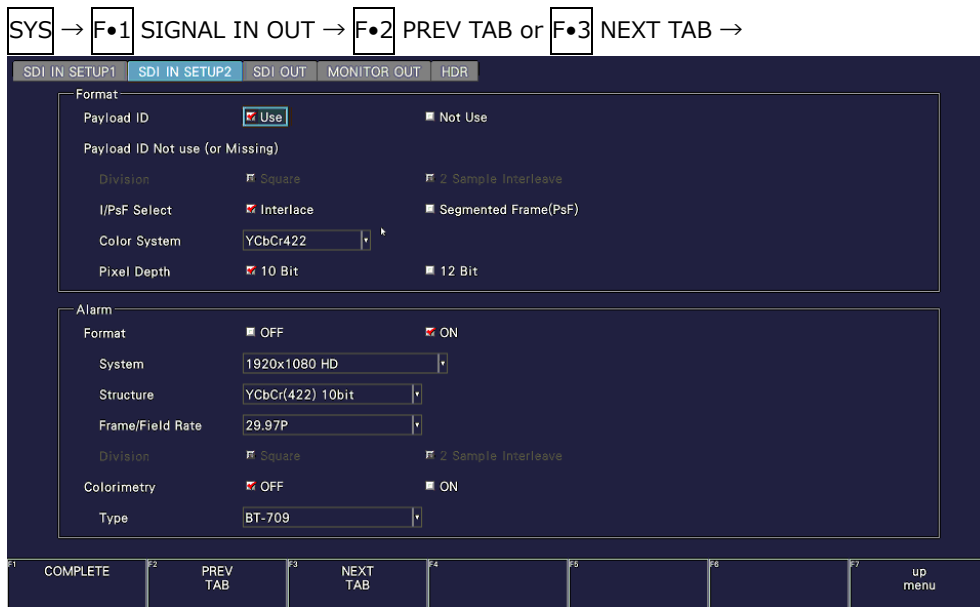 SYS → F•1 SIGNAL IN OUT → F•2 PREV TAB or F•3 NEXT TAB →
SDI IN SETUP1 SDI IN SETUP2 SDI OUT MONITOR OUT HDR
Format
Payload ID Use Not Use
Payload ID Not use (or Missing)
Division Square 2 Sample Interleave
I/PsF Select Interlace Segmented Frame(PsF)
Color System YCbCr422
Pixel Depth 10 Bit 12 Bit
Alarm
Format OFF ON
System 1920x1080 HD
Structure YCbCr(422) 10bit
Frame/Field Rate 29.97P
Division Square 2 Sample Interleave
Colorimetry OFF ON
Type BT-709
F1 COMPLETE F2 PREV TAB F3 NEXT TAB F4 F5 F6 F7 up menu